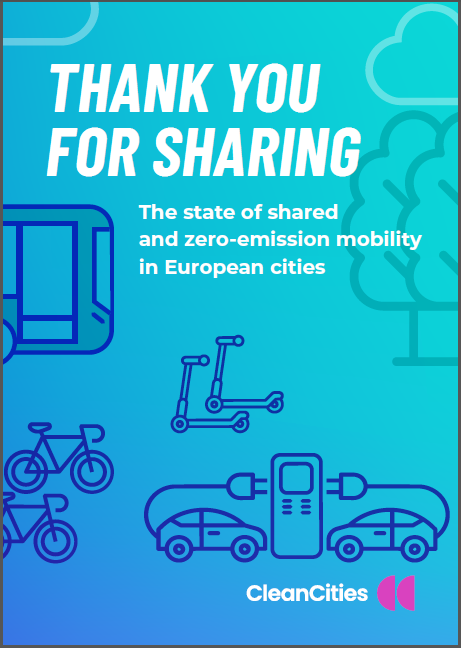 THANK YOU
FOR SHARING
The state of shared
and zero-emission mobility
in European cities
CleanCities